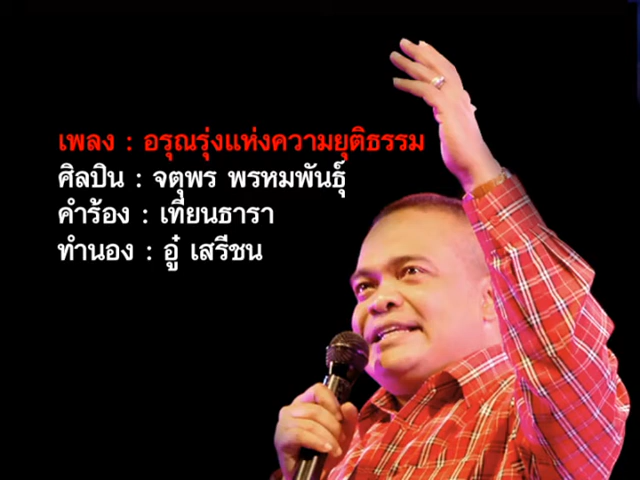 เพลง : อรุณรุ่งแห่งความยุติธรรม
ศิลปิน : จตุพร พรหมพันธุ์
คำร้อง : เทียนธารา
ทำนอง : อู๋ เสรีชน